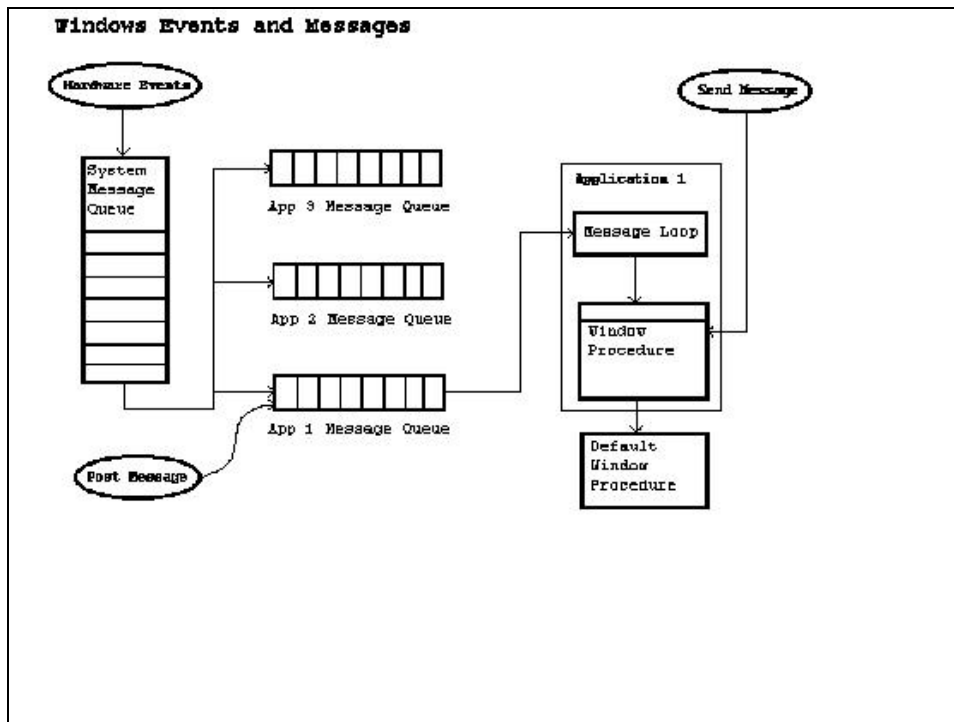 Windows Events and Messages
Hardware Events
Send Message
System
Message
Queue
App 3 Message Queue
Application 1
Message Loop
App 2 Message Queue
Window
Procedure
App 1 Message Queue
Default
Window
Procedure
Post Message